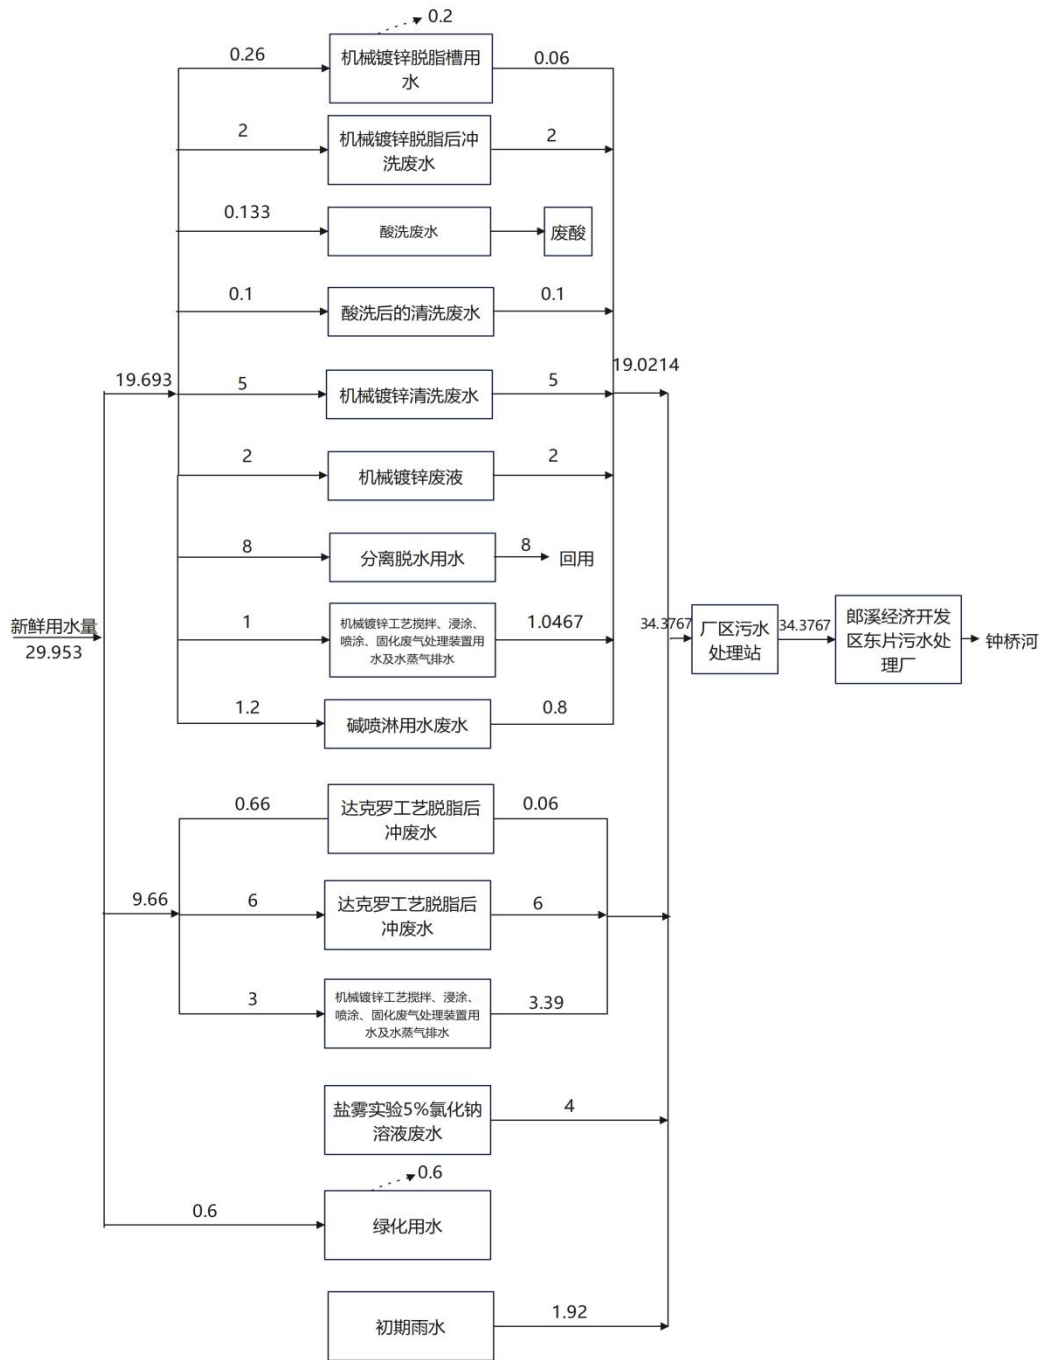 0.2
0.26
机械镀锌脱脂槽用
水
0.06
2
机械镀锌脱脂后冲
洗废水
2
0.133
酸洗废水
废酸
0.1
酸洗后的清洗废水
0.1
19.693
5
机械镀锌清洗废水
5
19.0214
2
机械镀锌废液
2
8
分离脱水用水
8
回用
新鲜用水量
29.953
1
机械镀锌工艺搅拌、浸涂、
喷涂、固化废气处理装置用
水及水蒸气排水
1.0467
34.3767
厂区污水
处理站
34.3767
郎溪经济开发
区东片污水处
理厂
钟桥河
1.2
碱喷淋用水废水
0.8
0.66
达克罗工艺脱脂后
冲废水
0.06
9.66
6
达克罗工艺脱脂后
冲废水
6
3
机械镀锌工艺搅拌、浸涂、
喷涂、固化废气处理装置用
水及水蒸气排水
3.39
盐雾实验5%氯化钠
溶液废水
4
0.6
0.6
绿化用水
初期雨水
1.92